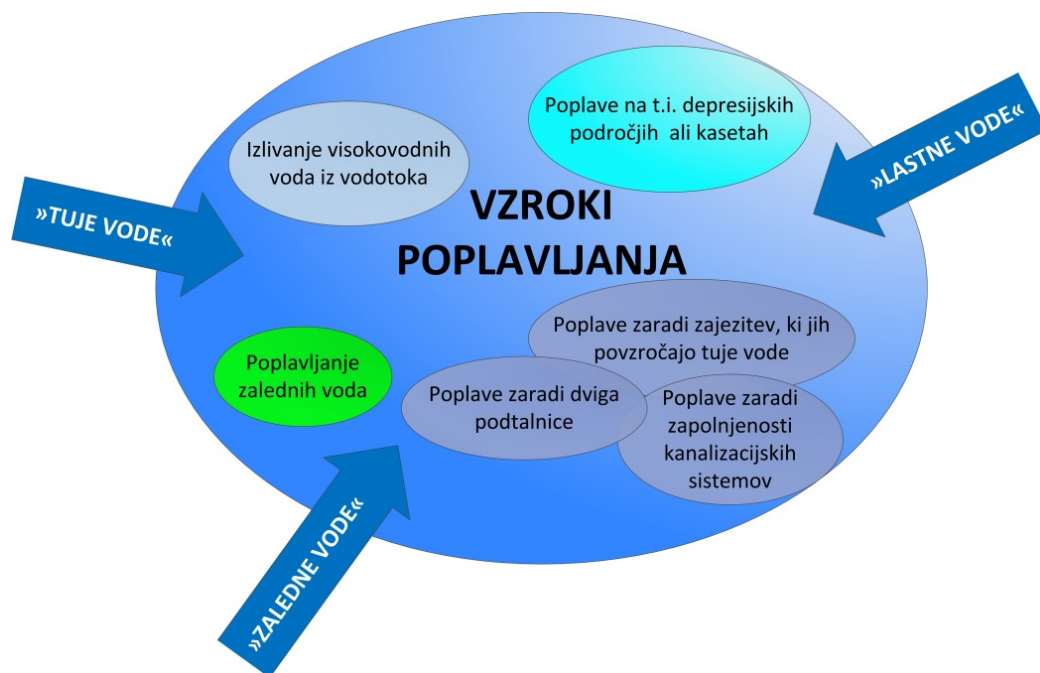 Poplave na t.i. depresijskih
področjih ali kasetah
»LASTNE VODE«
Izlivanje visokovodnih
voda iz vodotoka
»TUJE VODE«
VZROKI
POPLAVLJANJA
Poplave zaradi zajezitev, ki jih
povzročajo tuje vode
Poplavljanje
zalednih voda
Poplave zaradi dviga
podtalnice
Poplave zaradi
zapolnjenosti
kanalizacijskih
sistemov
»ZALEDNE VODE«